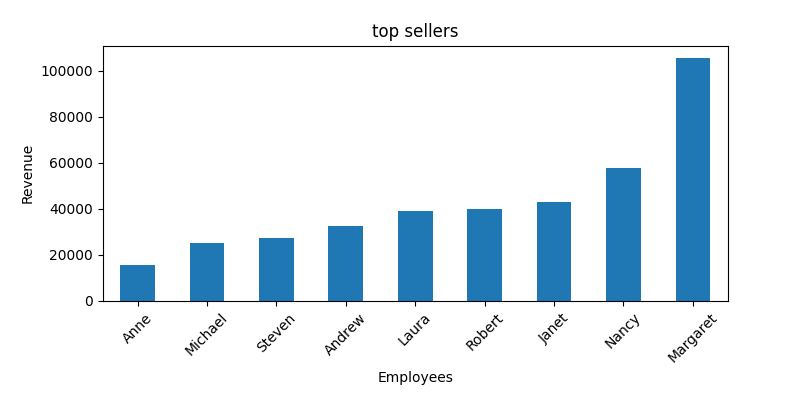 top sellers
Revenue
100000
80000
60000
40000
20000
0
Anne
Michael
Steven
Andrew
Laura
Robert
Janet
Nancy
Margaret
Employees